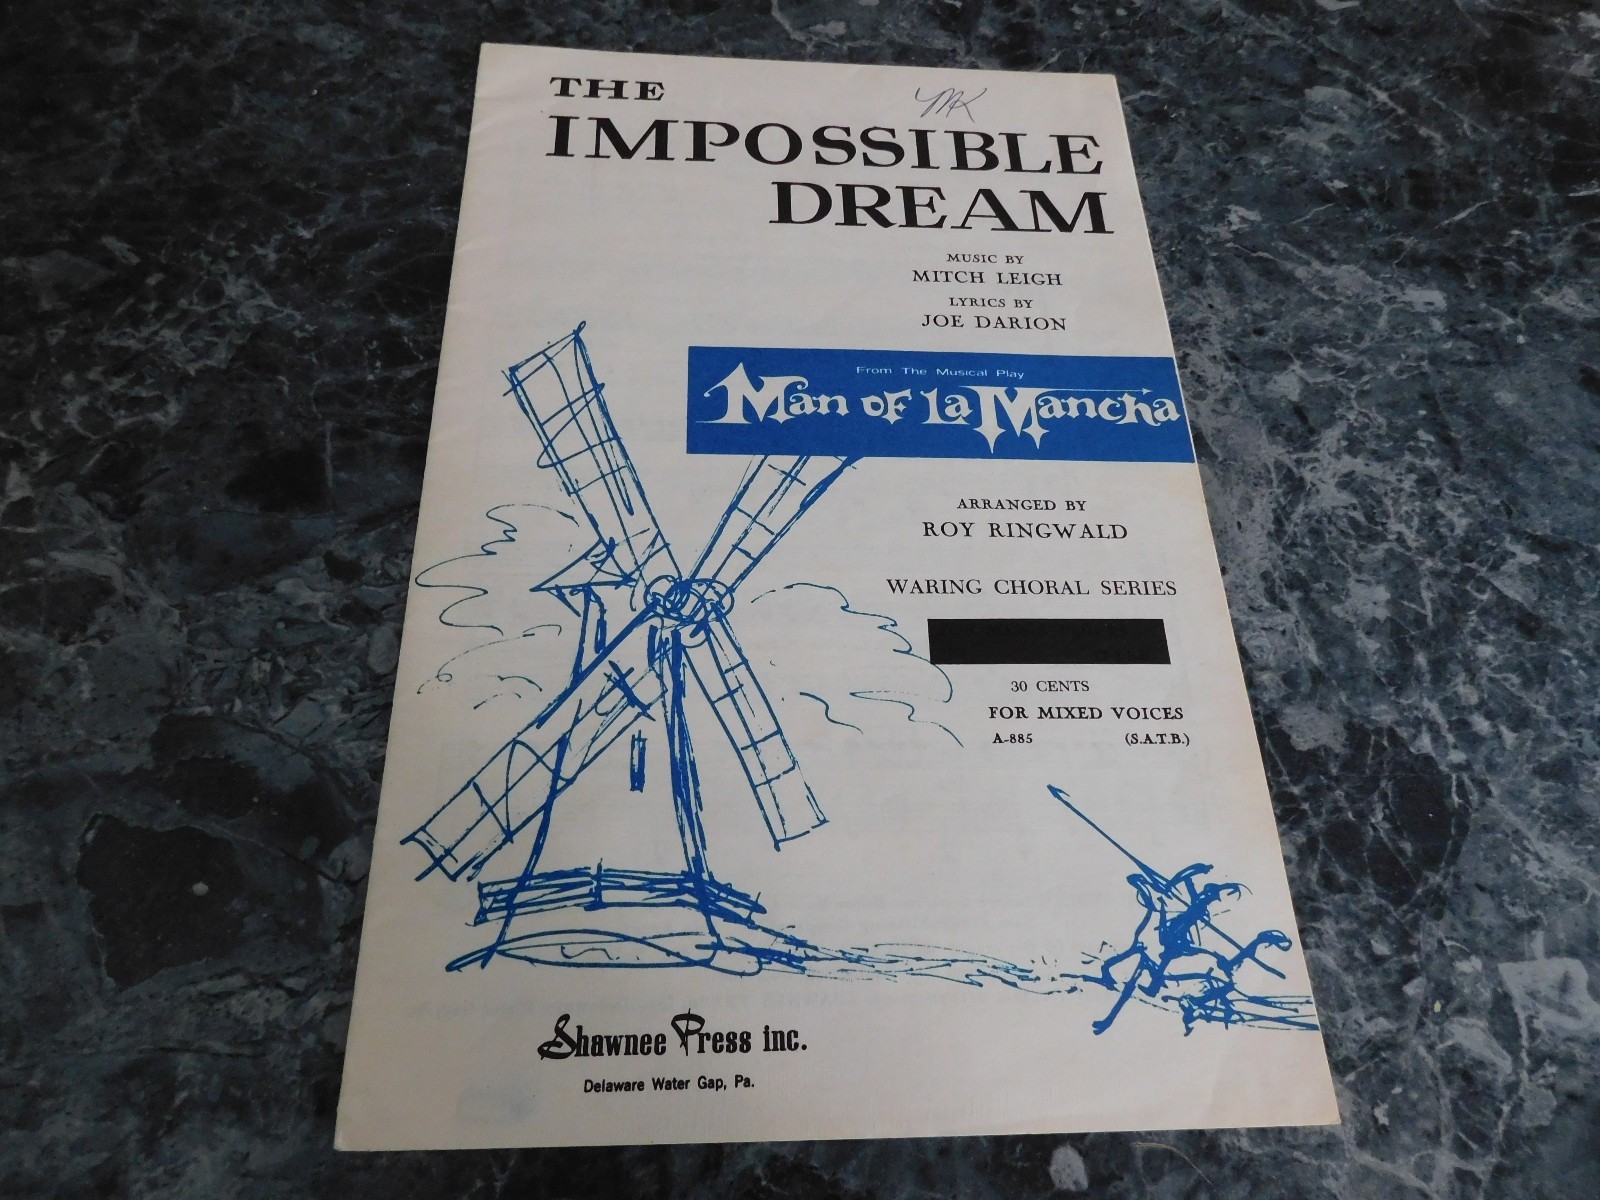 THE
IMPOSSIBLE
DREAM
MUSIC BY
MITCH LEIGH
LYRICS BY
JOE DARION
From The Musical Play
Man of La Mancha
ARRANGED BY
ROY RINGWALD
WARING CHORAL SERIES
30 CENTS
FOR MIXED VOICES
A-885 (S.A.T.B.)
Shawnee Press inc.
Delaware Water Gap, Pa.